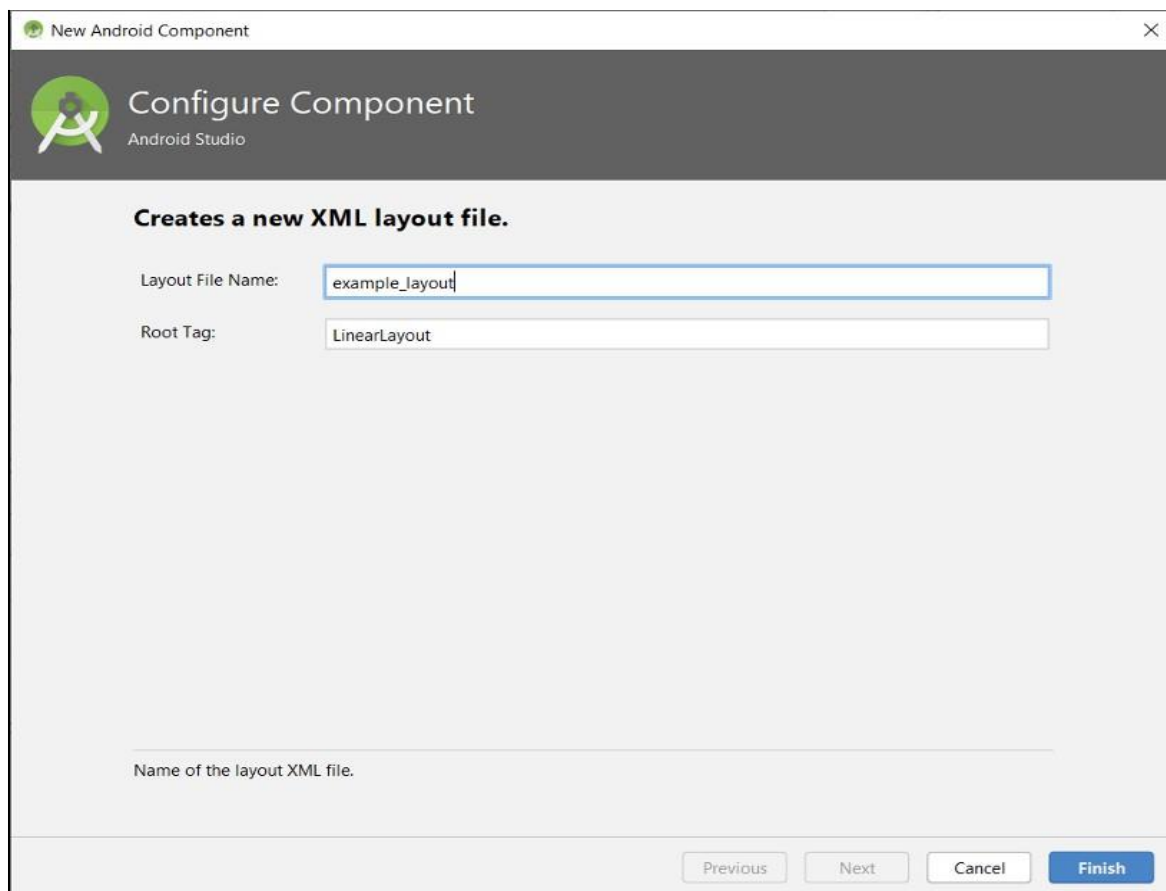 New Android Component
Configure Component
Android Studio
Creates a new XML layout file.
Layout File Name: example_layout
Root Tag: LinearLayout
Name of the layout XML file.
Previous Next Cancel Finish